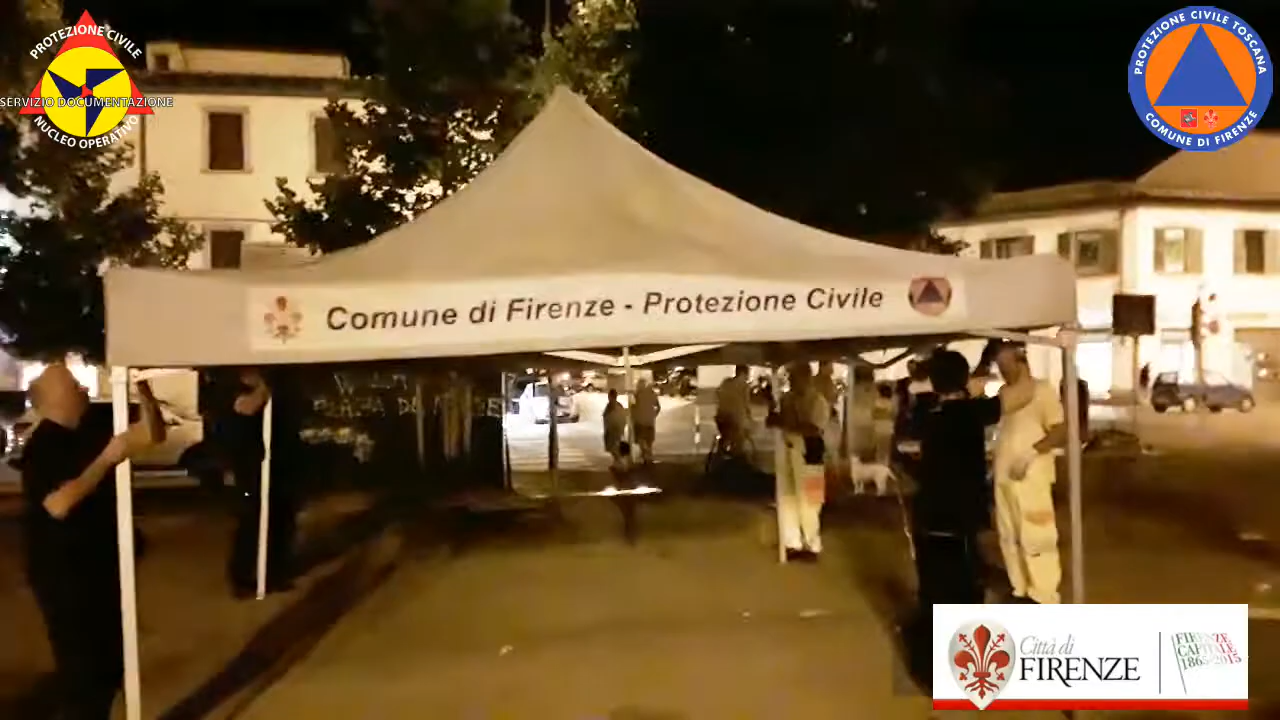 PROTEZIONE CIVILE
SERVIZIO DOCUMENTAZIONE
NUCLEO OPERATIVO
PROTEZIONE CIVILE TOSCANA
COMUNE DI FIRENZE
Comune di Firenze - Protezione Civile
Città di
FIRENZE
FIRENZE
CAPITALE
1865-2015